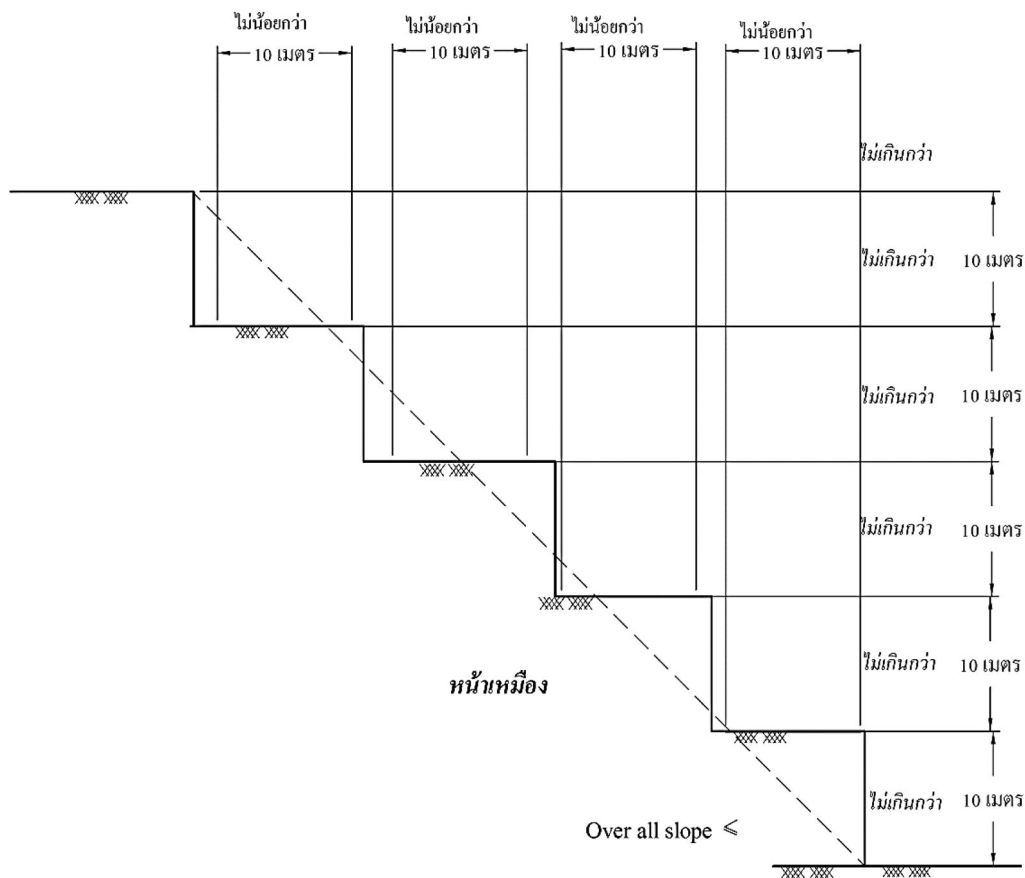 ไม่น้อยกว่า
10 เมตร
ไม่น้อยกว่า
10 เมตร
ไม่น้อยกว่า
10 เมตร
ไม่น้อยกว่า
10 เมตร
ไม่เกินกว่า
ไม่เกินกว่า 10 เมตร
ไม่เกินกว่า 10 เมตร
ไม่เกินกว่า 10 เมตร
ไม่เกินกว่า 10 เมตร
หน้าเหมือง
ไม่เกินกว่า 10 เมตร
Over all slope ≤